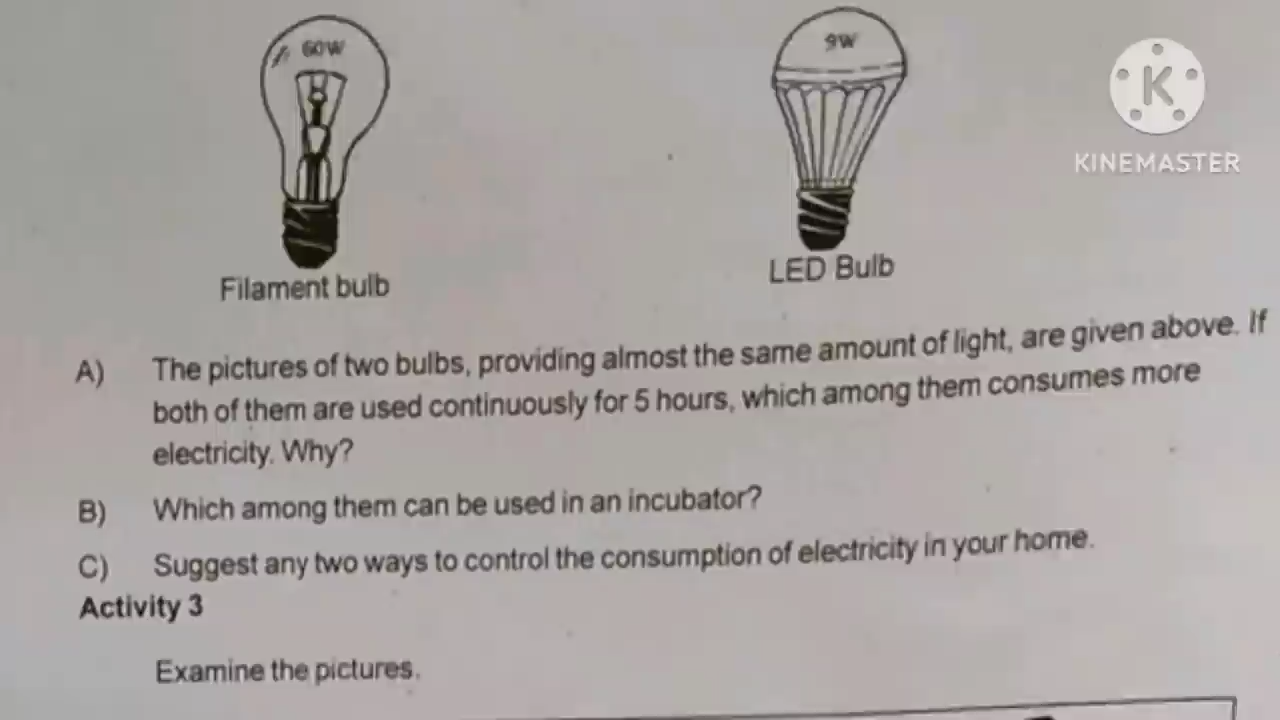 60W
9W
K
KINEMASTER
Filament bulb
LED Bulb
A) The pictures of two bulbs, providing almost the same amount of light, are given above. If
both of them are used continuously for 5 hours, which among them consumes more
electricity. Why?
B) Which among them can be used in an incubator?
C) Suggest any two ways to control the consumption of electricity in your home.
Activity 3
Examine the pictures.